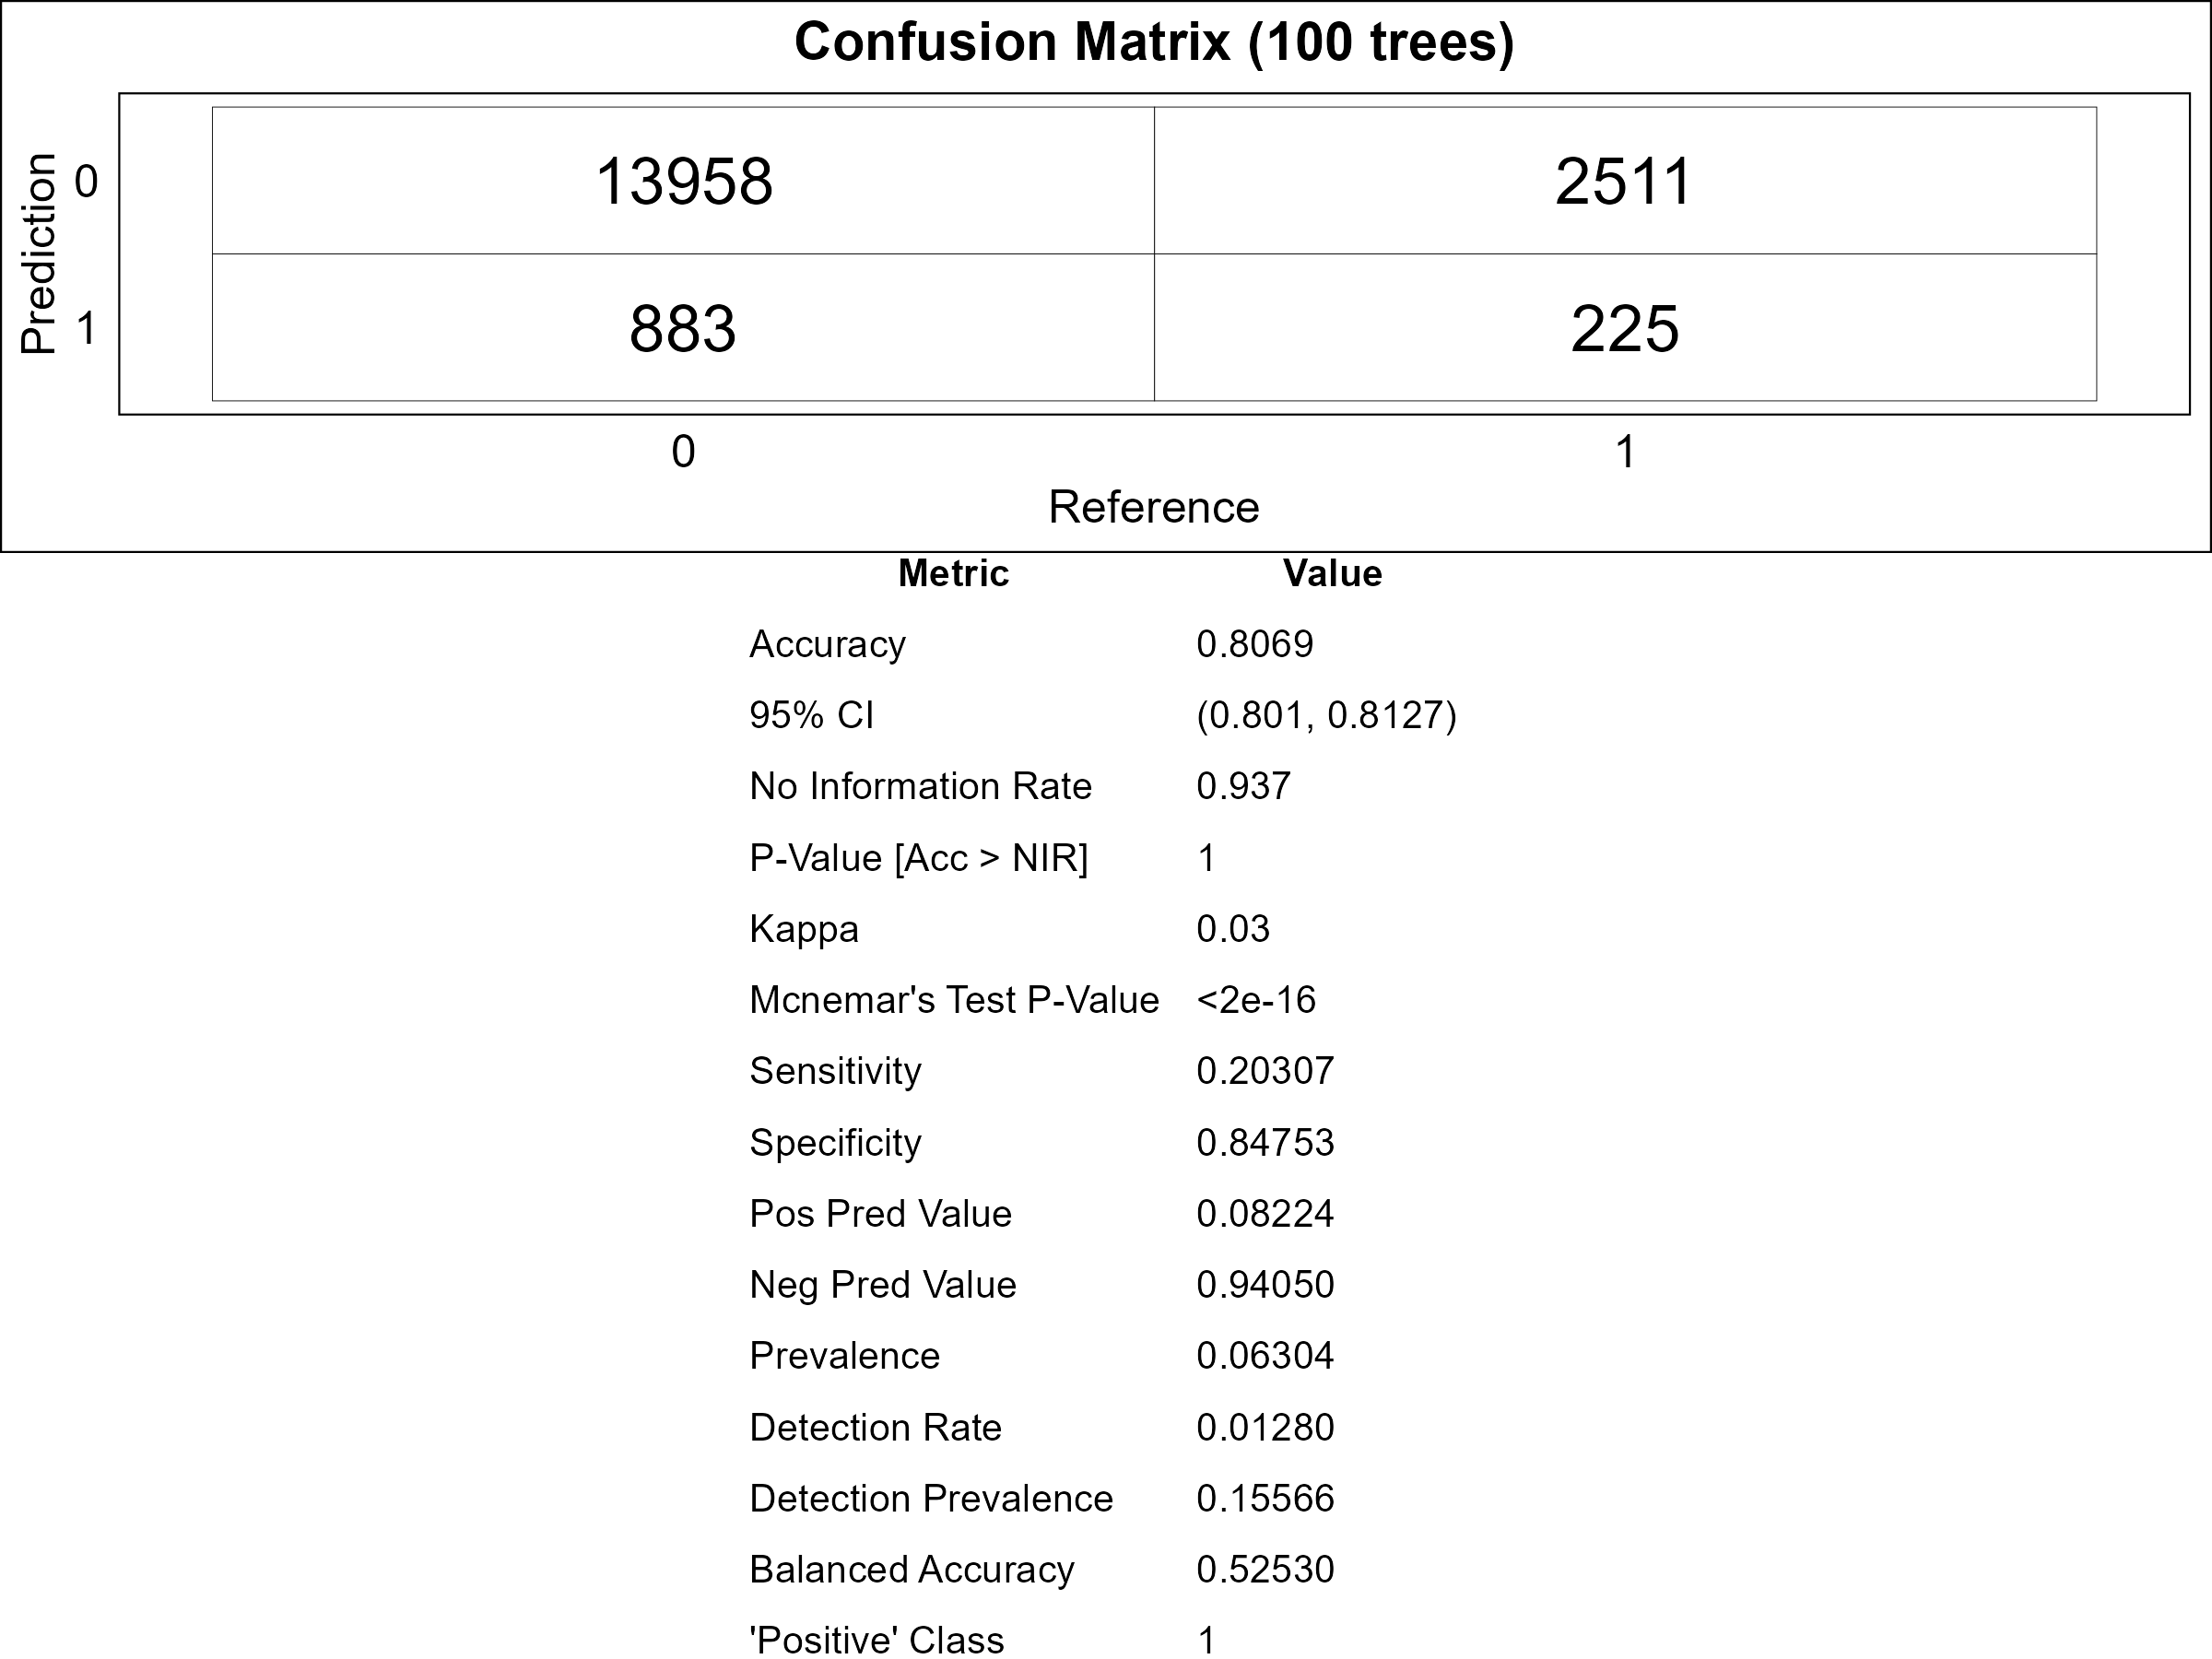 Confusion Matrix (100 trees)
Prediction
0 13958 2511
1 883 225
0 1
Reference
Metric Value
Accuracy 0.8069
95% CI (0.801, 0.8127)
No Information Rate 0.937
P-Value [Acc > NIR] 1
Kappa 0.03
Mcnemar's Test P-Value <2e-16
Sensitivity 0.20307
Specificity 0.84753
Pos Pred Value 0.08224
Neg Pred Value 0.94050
Prevalence 0.06304
Detection Rate 0.01280
Detection Prevalence 0.15566
Balanced Accuracy 0.52530
'Positive' Class 1